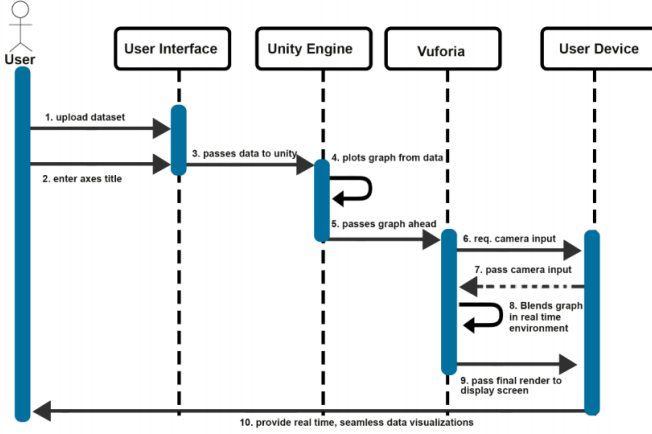 User
User Interface
Unity Engine
Vuforia
User Device
1. upload dataset
2. enter axes title
3. passes data to unity
4. plots graph from data
5. passes graph ahead
6. req. camera input
7. pass camera input
8. Blends graph
in real time
environment
9. pass final render to
display screen
10. provide real time, seamless data visualizations